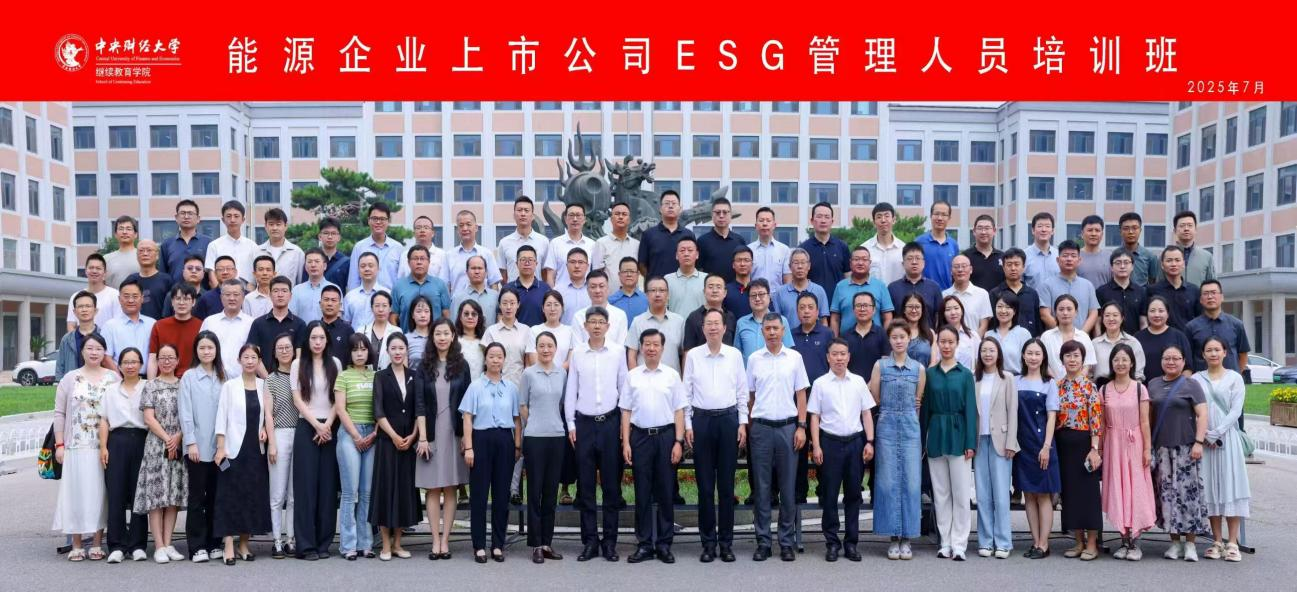 中央财经大学
Central University of Finance and Economics
继续教育学院
School of Continuing Education
能源企业上市公司ESG管理人员培训班
2025年7月